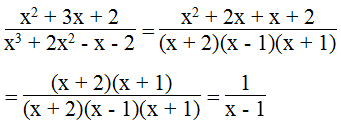 (x² + 3x + 2)/(x³ + 2x² - x - 2) = (x² + 2x + x + 2)/((x + 2)(x - 1)(x + 1))
= ((x + 2)(x + 1))/((x + 2)(x - 1)(x + 1)) = 1/(x - 1)